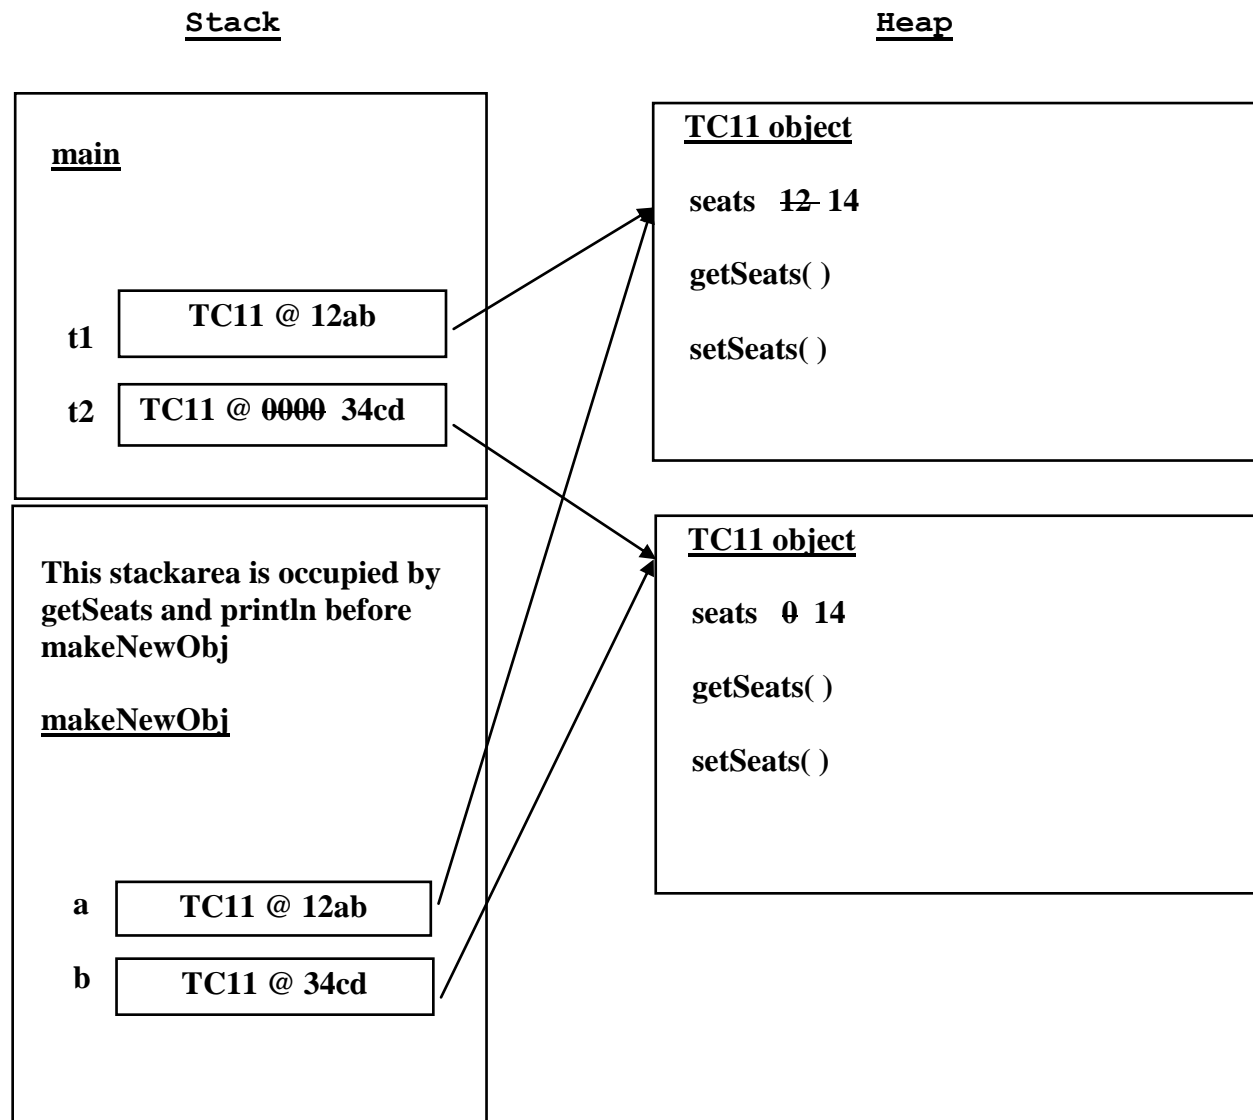 Stack
Heap
main
t1
TC11 @ 12ab
t2
TC11 @ 0000 34cd
This stackarea is occupied by
getSeats and println before
makeNewObj
makeNewObj
a
TC11 @ 12ab
b
TC11 @ 34cd
TC11 object
seats 12 14
getSeats( )
setSeats( )
TC11 object
seats 0 14
getSeats( )
setSeats( )